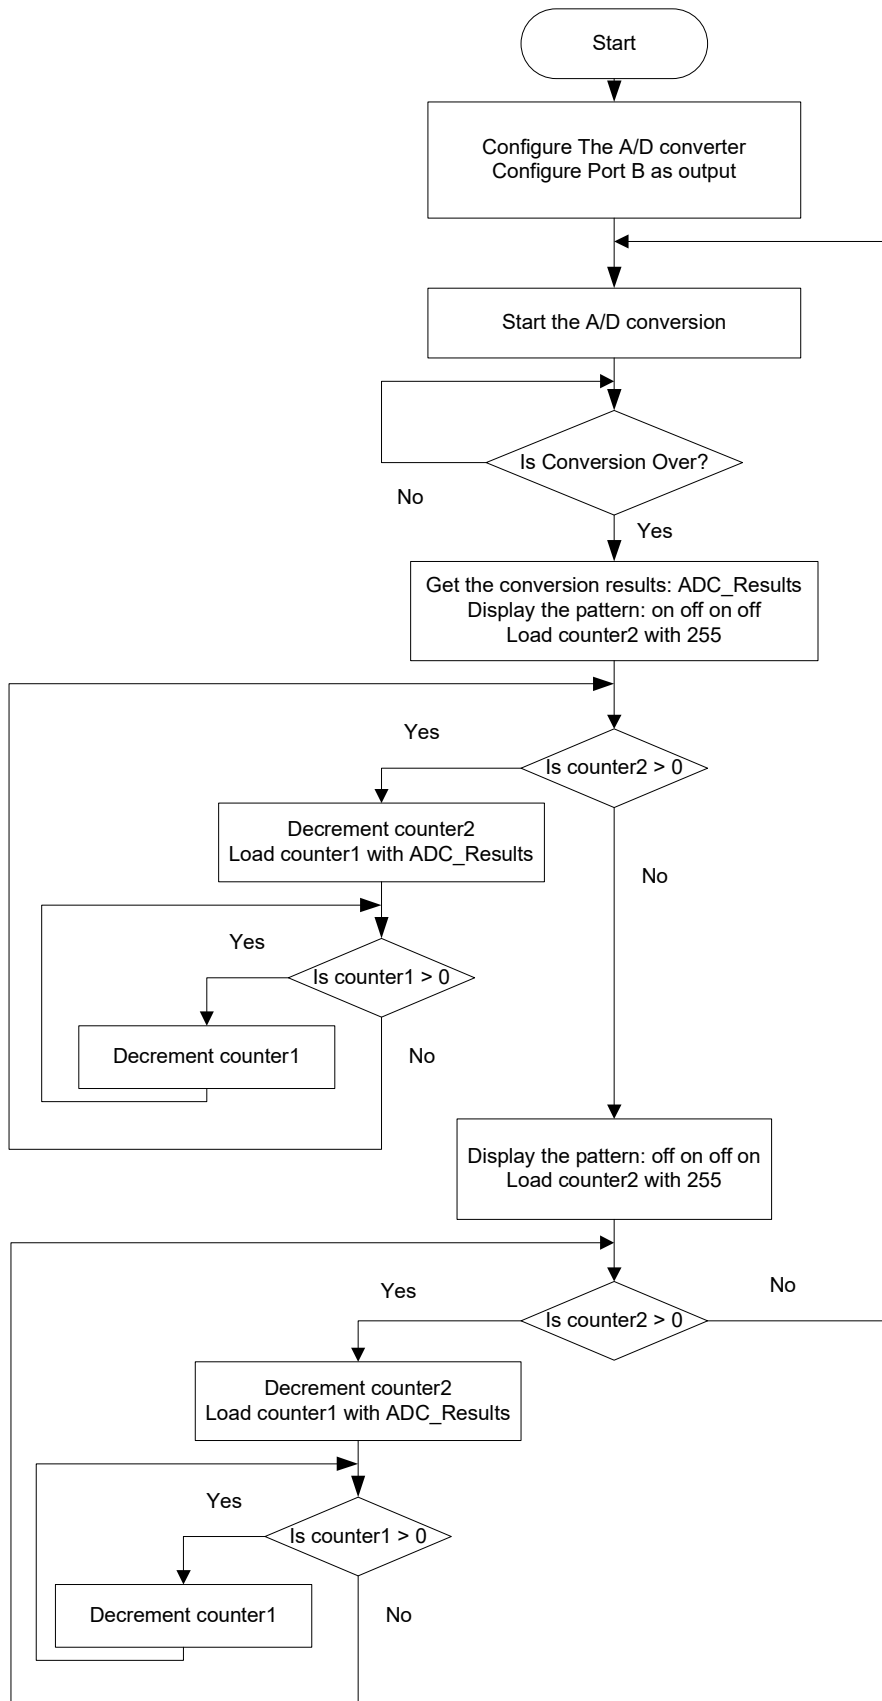 Start
Configure The A/D converter
Configure Port B as output
Start the A/D conversion
Is Conversion Over?
No
Yes
Get the conversion results: ADC_Results
Display the pattern: on off on off
Load counter2 with 255
Yes
Is counter2 > 0
Decrement counter2
Load counter1 with ADC_Results
No
Yes
Is counter1 > 0
Decrement counter1
No
Display the pattern: off on off on
Load counter2 with 255
Yes
No
Is counter2 > 0
Decrement counter2
Load counter1 with ADC_Results
Yes
Is counter1 > 0
Decrement counter1
No